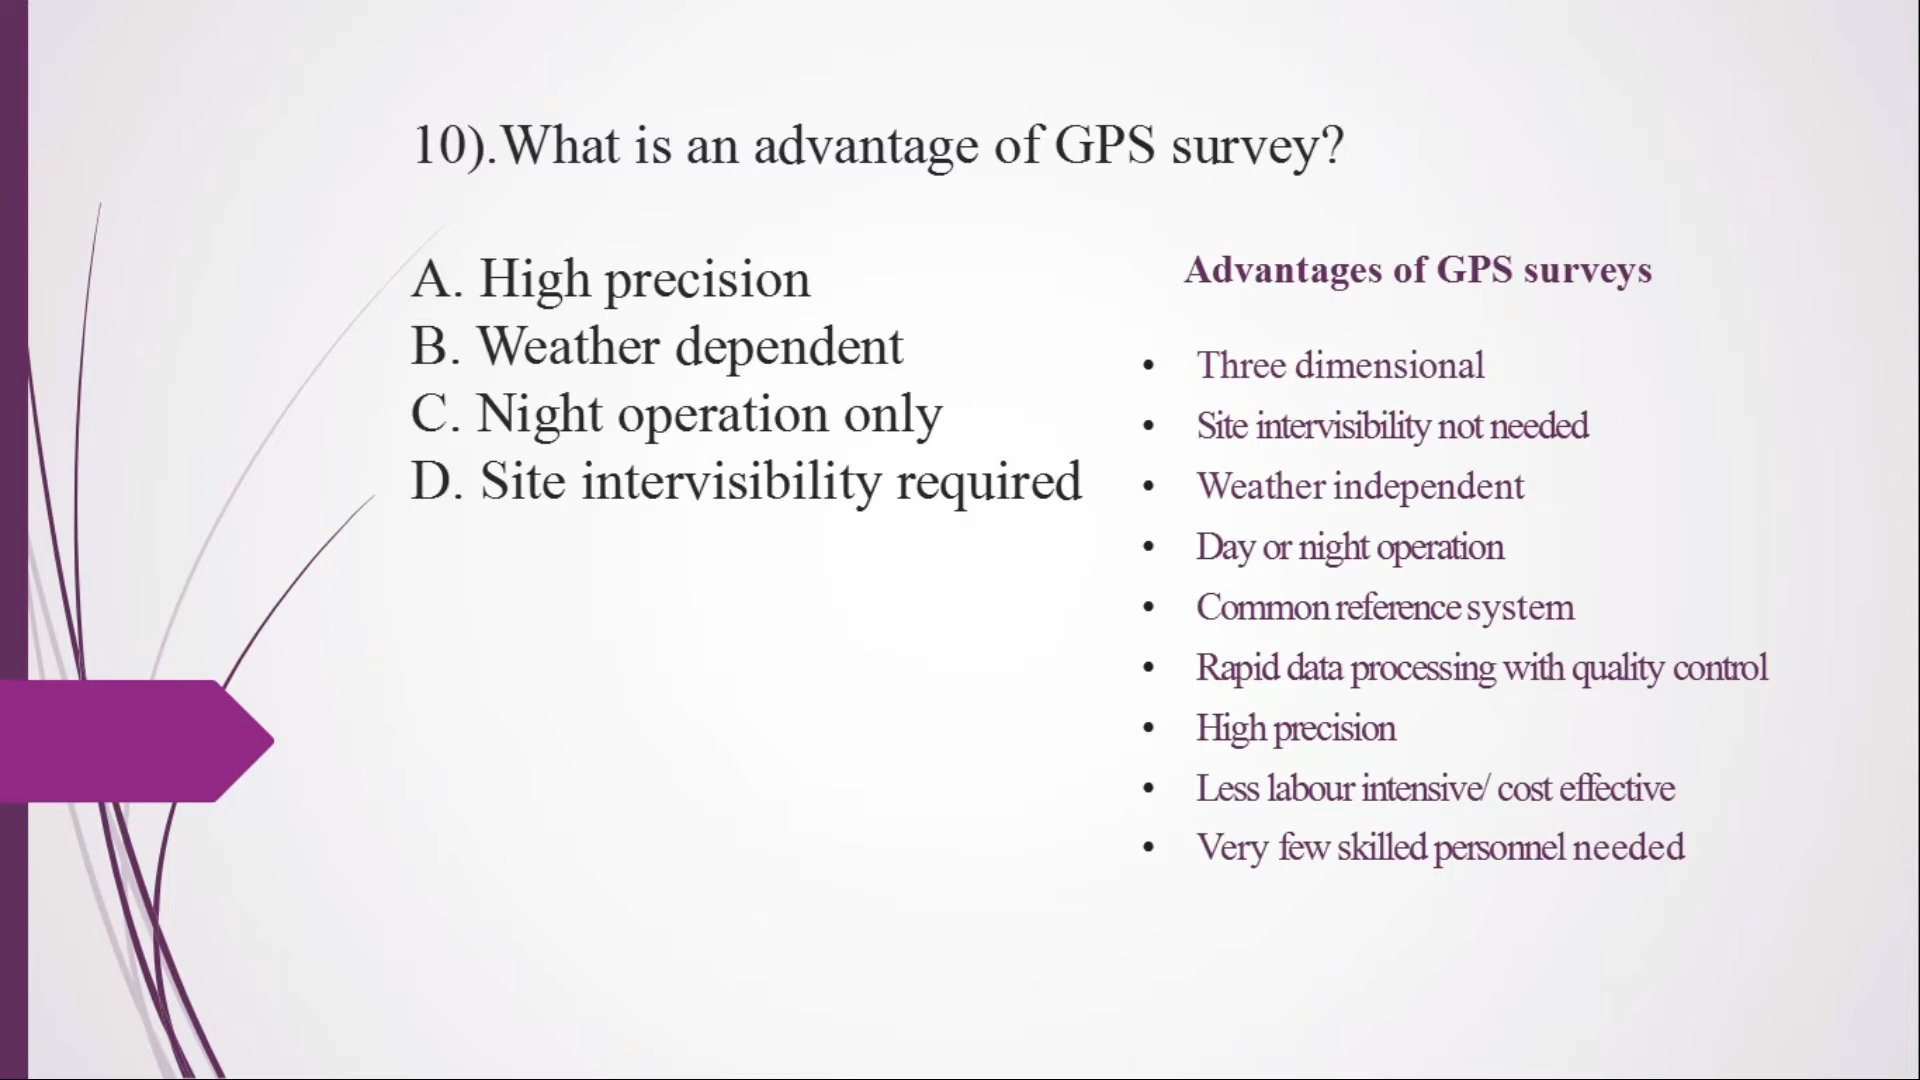 10).What is an advantage of GPS survey?
A. High precision
B. Weather dependent
C. Night operation only
D. Site intervisibility required
Advantages of GPS surveys
• Three dimensional
• Site intervisibility not needed
• Weather independent
• Day or night operation
• Common reference system
• Rapid data processing with quality control
• High precision
• Less labour intensive/ cost effective
• Very few skilled personnel needed